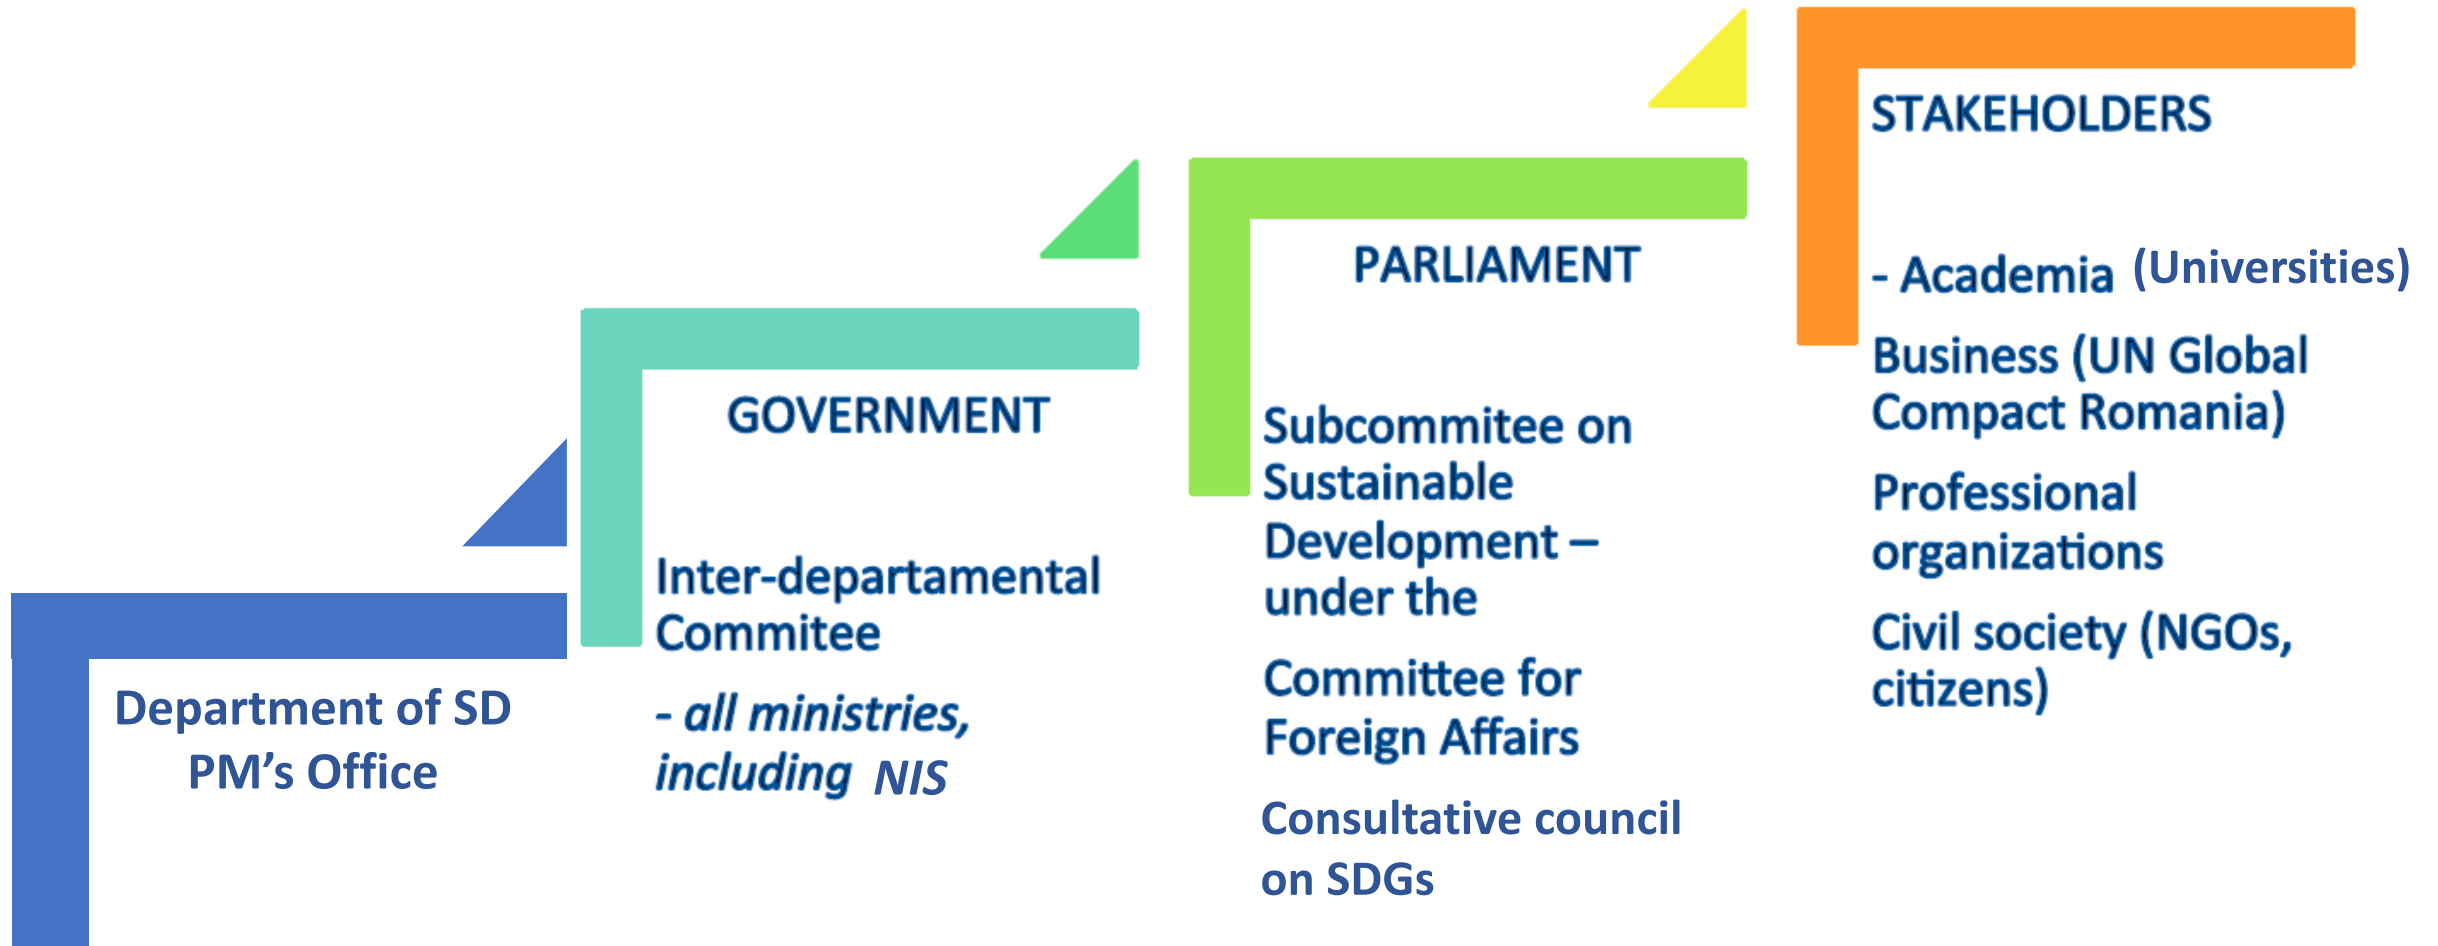 Department of SD
PM’s Office
GOVERNMENT
Inter-departamental
Commitee
- all ministries,
including NIS
PARLIAMENT
Subcommitee on
Sustainable
Development –
under the
Committee for
Foreign Affairs
Consultative council
on SDGs
STAKEHOLDERS
- Academia (Universities)
Business (UN Global
Compact Romania)
Professional
organizations
Civil society (NGOs,
citizens)